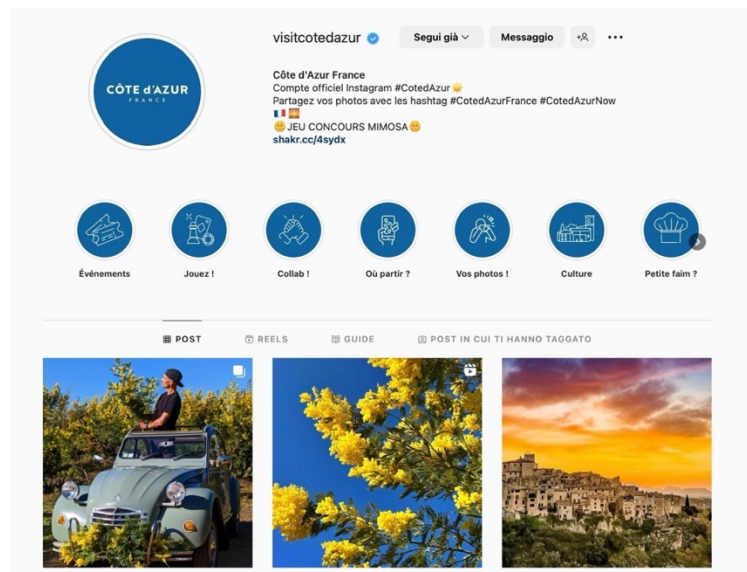 visitcotedazur
Segui già
Messaggio
Côte d'Azur France
Compte officiel Instagram #CotedAzur☀️
Partagez vos photos avec les hashtag #CotedAzurFrance #CotedAzurNow
🇫🇷🌅
🌼JEU CONCOURS MIMOSA🌼
shakr.cc/4sydx
CÔTE d'AZUR
FRANCE
Événements
Jouez !
Collab !
Où partir ?
Vos photos !
Culture
Petite faim ?
POST
REELS
GUIDE
POST IN CUI TI HANNO TAGGATO